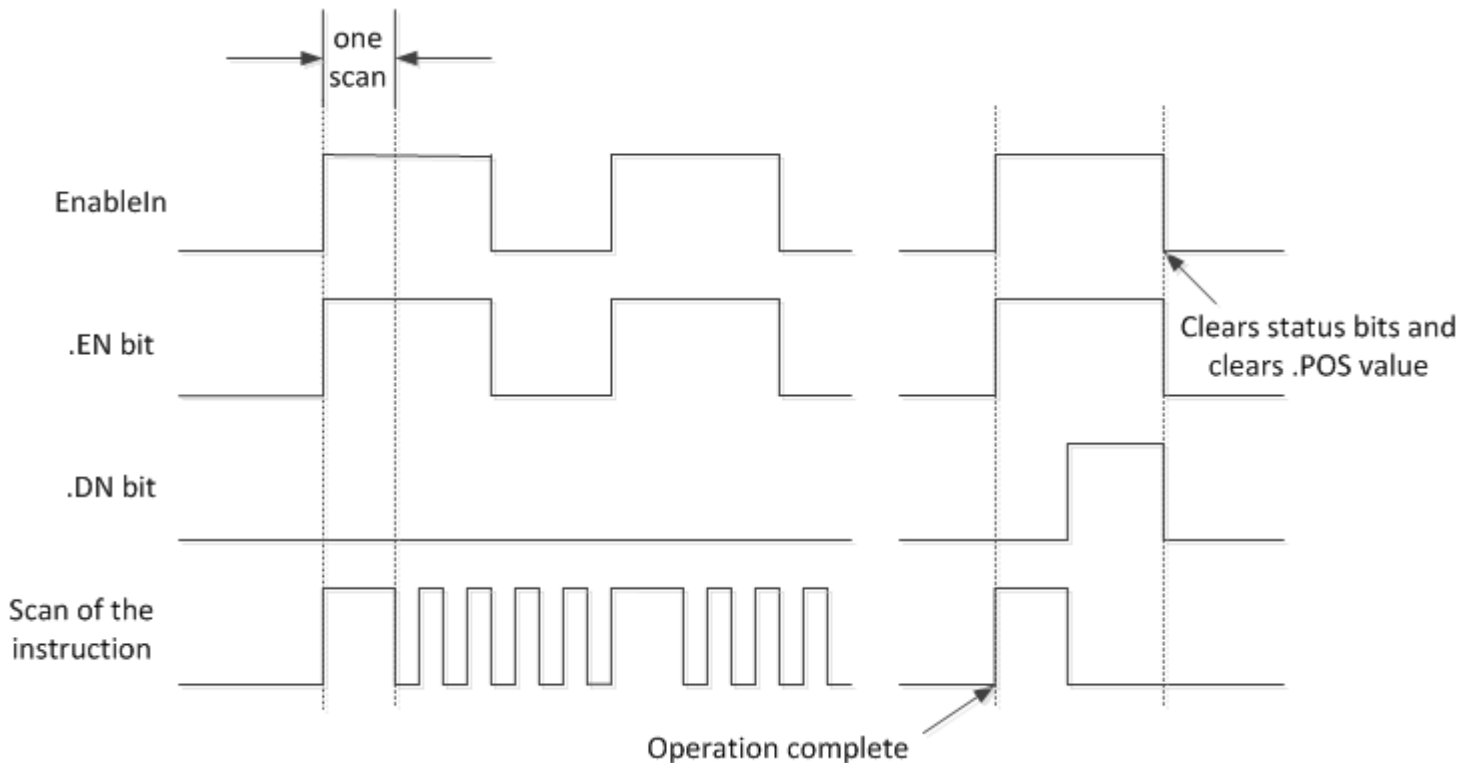 one
scan
EnableIn
.EN bit
Clears status bits and
clears .POS value
.DN bit
Scan of the
instruction
Operation complete